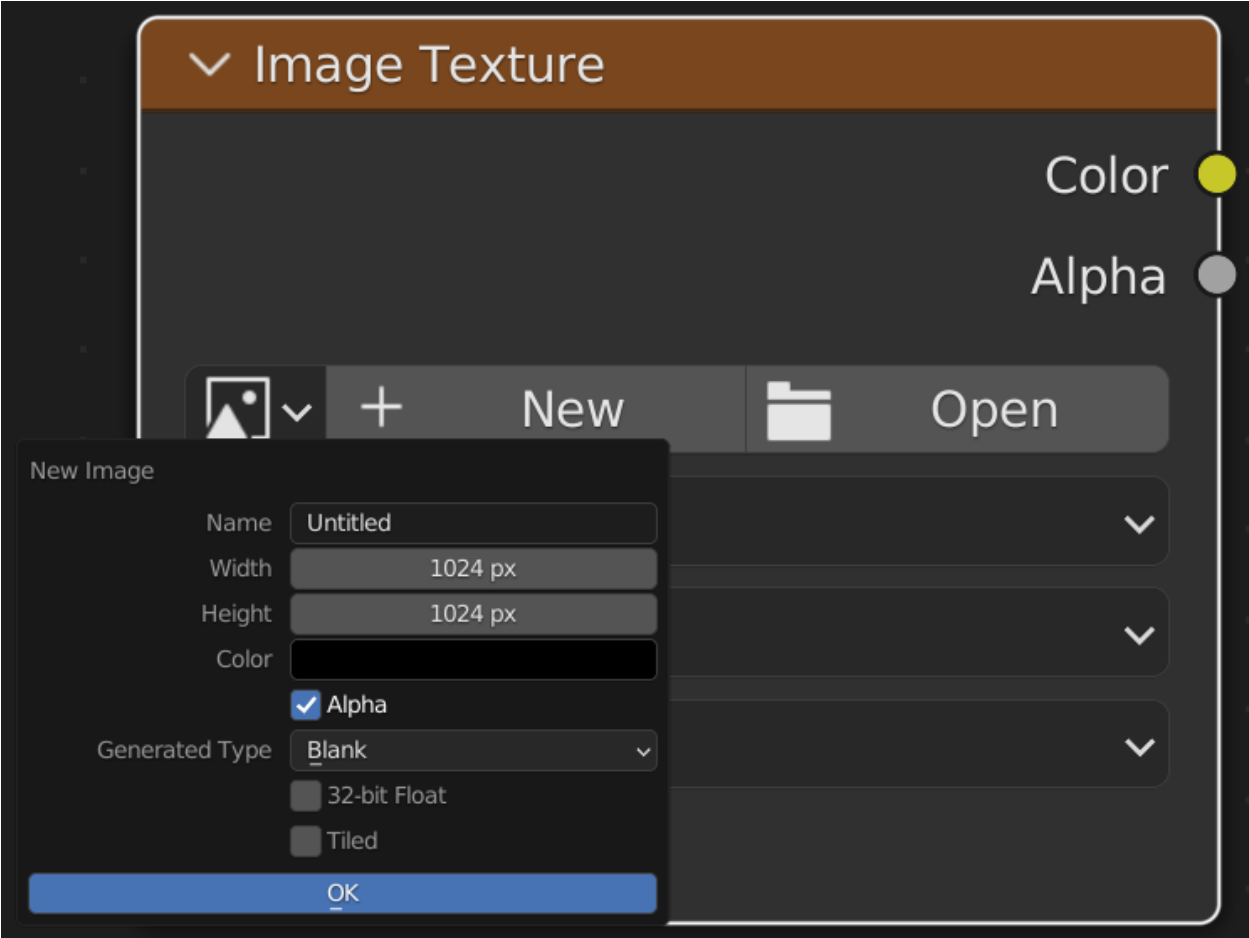 Image Texture
Color
Alpha
New Open
New Image
Name Untitled
Width 1024 px
Height 1024 px
Color
Alpha
Generated Type Blank
32-bit Float
Tiled
OK